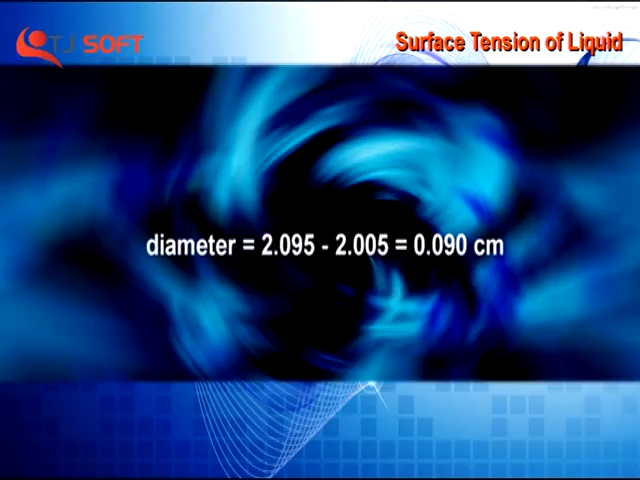 TJ SOFT
Surface Tension of Liquid
diameter = 2.095 - 2.005 = 0.090 cm